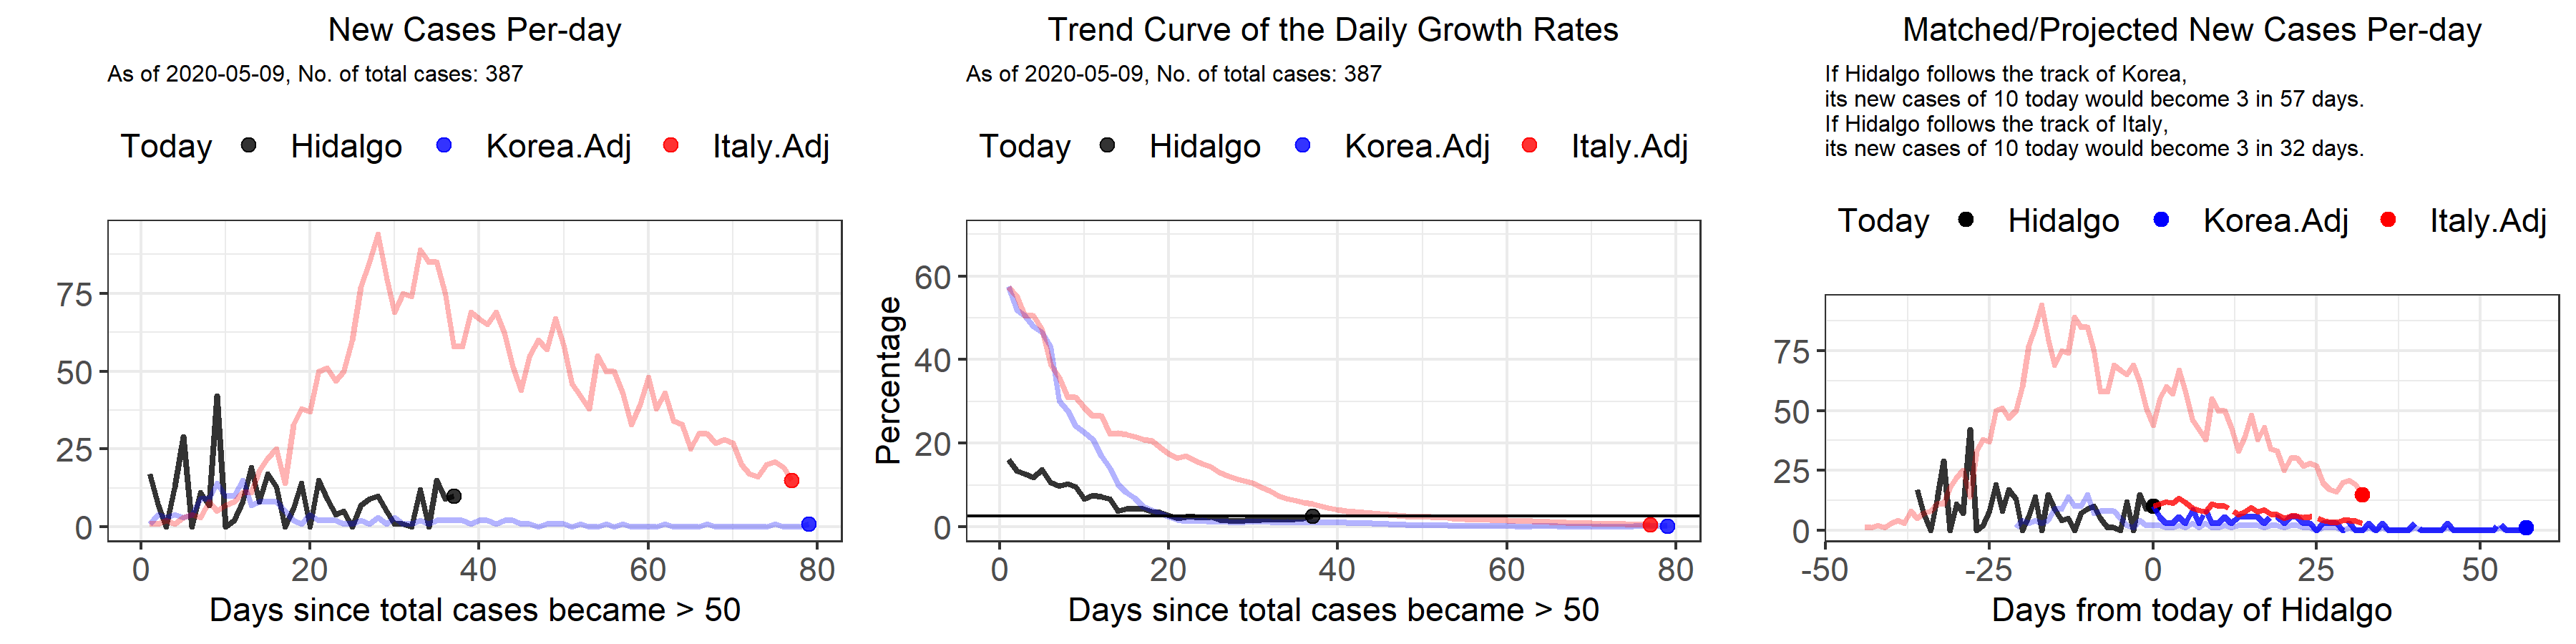 New Cases Per-day
As of 2020-05-09, No. of total cases: 387
Today Hidalgo Korea.Adj Italy.Adj
75
50
25
0
0 20 40 60 80
Days since total cases became > 50
Trend Curve of the Daily Growth Rates
As of 2020-05-09, No. of total cases: 387
Today Hidalgo Korea.Adj Italy.Adj
Percentage
60
40
20
0
0 20 40 60 80
Days since total cases became > 50
Matched/Projected New Cases Per-day
If Hidalgo follows the track of Korea,
its new cases of 10 today would become 3 in 57 days.
If Hidalgo follows the track of Italy,
its new cases of 10 today would become 3 in 32 days.
Today Hidalgo Korea.Adj Italy.Adj
75
50
25
0
-50 -25 0 25 50
Days from today of Hidalgo